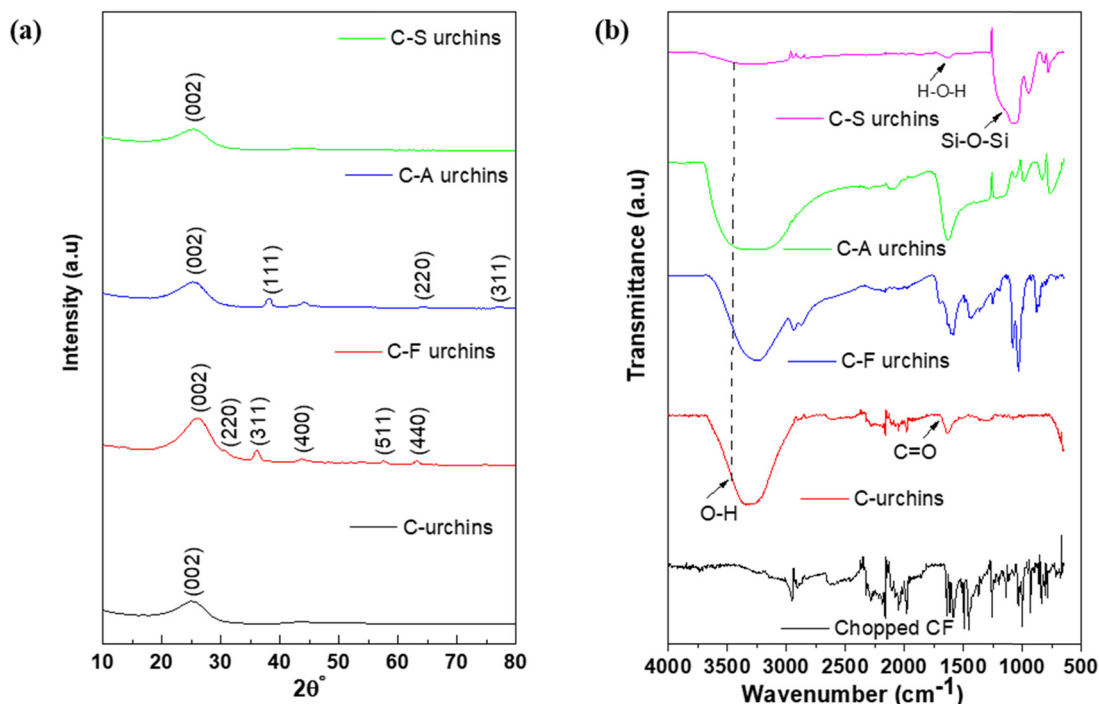 (a)
Intensity (a.u)
C-S urchins
(002)
C-A urchins
(002)
(111)
(220)
(311)
C-F urchins
(002)
(220)
(311)
(400)
(511)
(440)
C-urchins
(002)
10 20 30 40 50 60 70 80
2θ°
(b)
Transmittance (a.u)
H-O-H
C-S urchins
Si-O-Si
C-A urchins
C-F urchins
C=O
C-urchins
O-H
Chopped CF
4000 3500 3000 2500 2000 1500 1000 500
Wavenumber (cm-1)